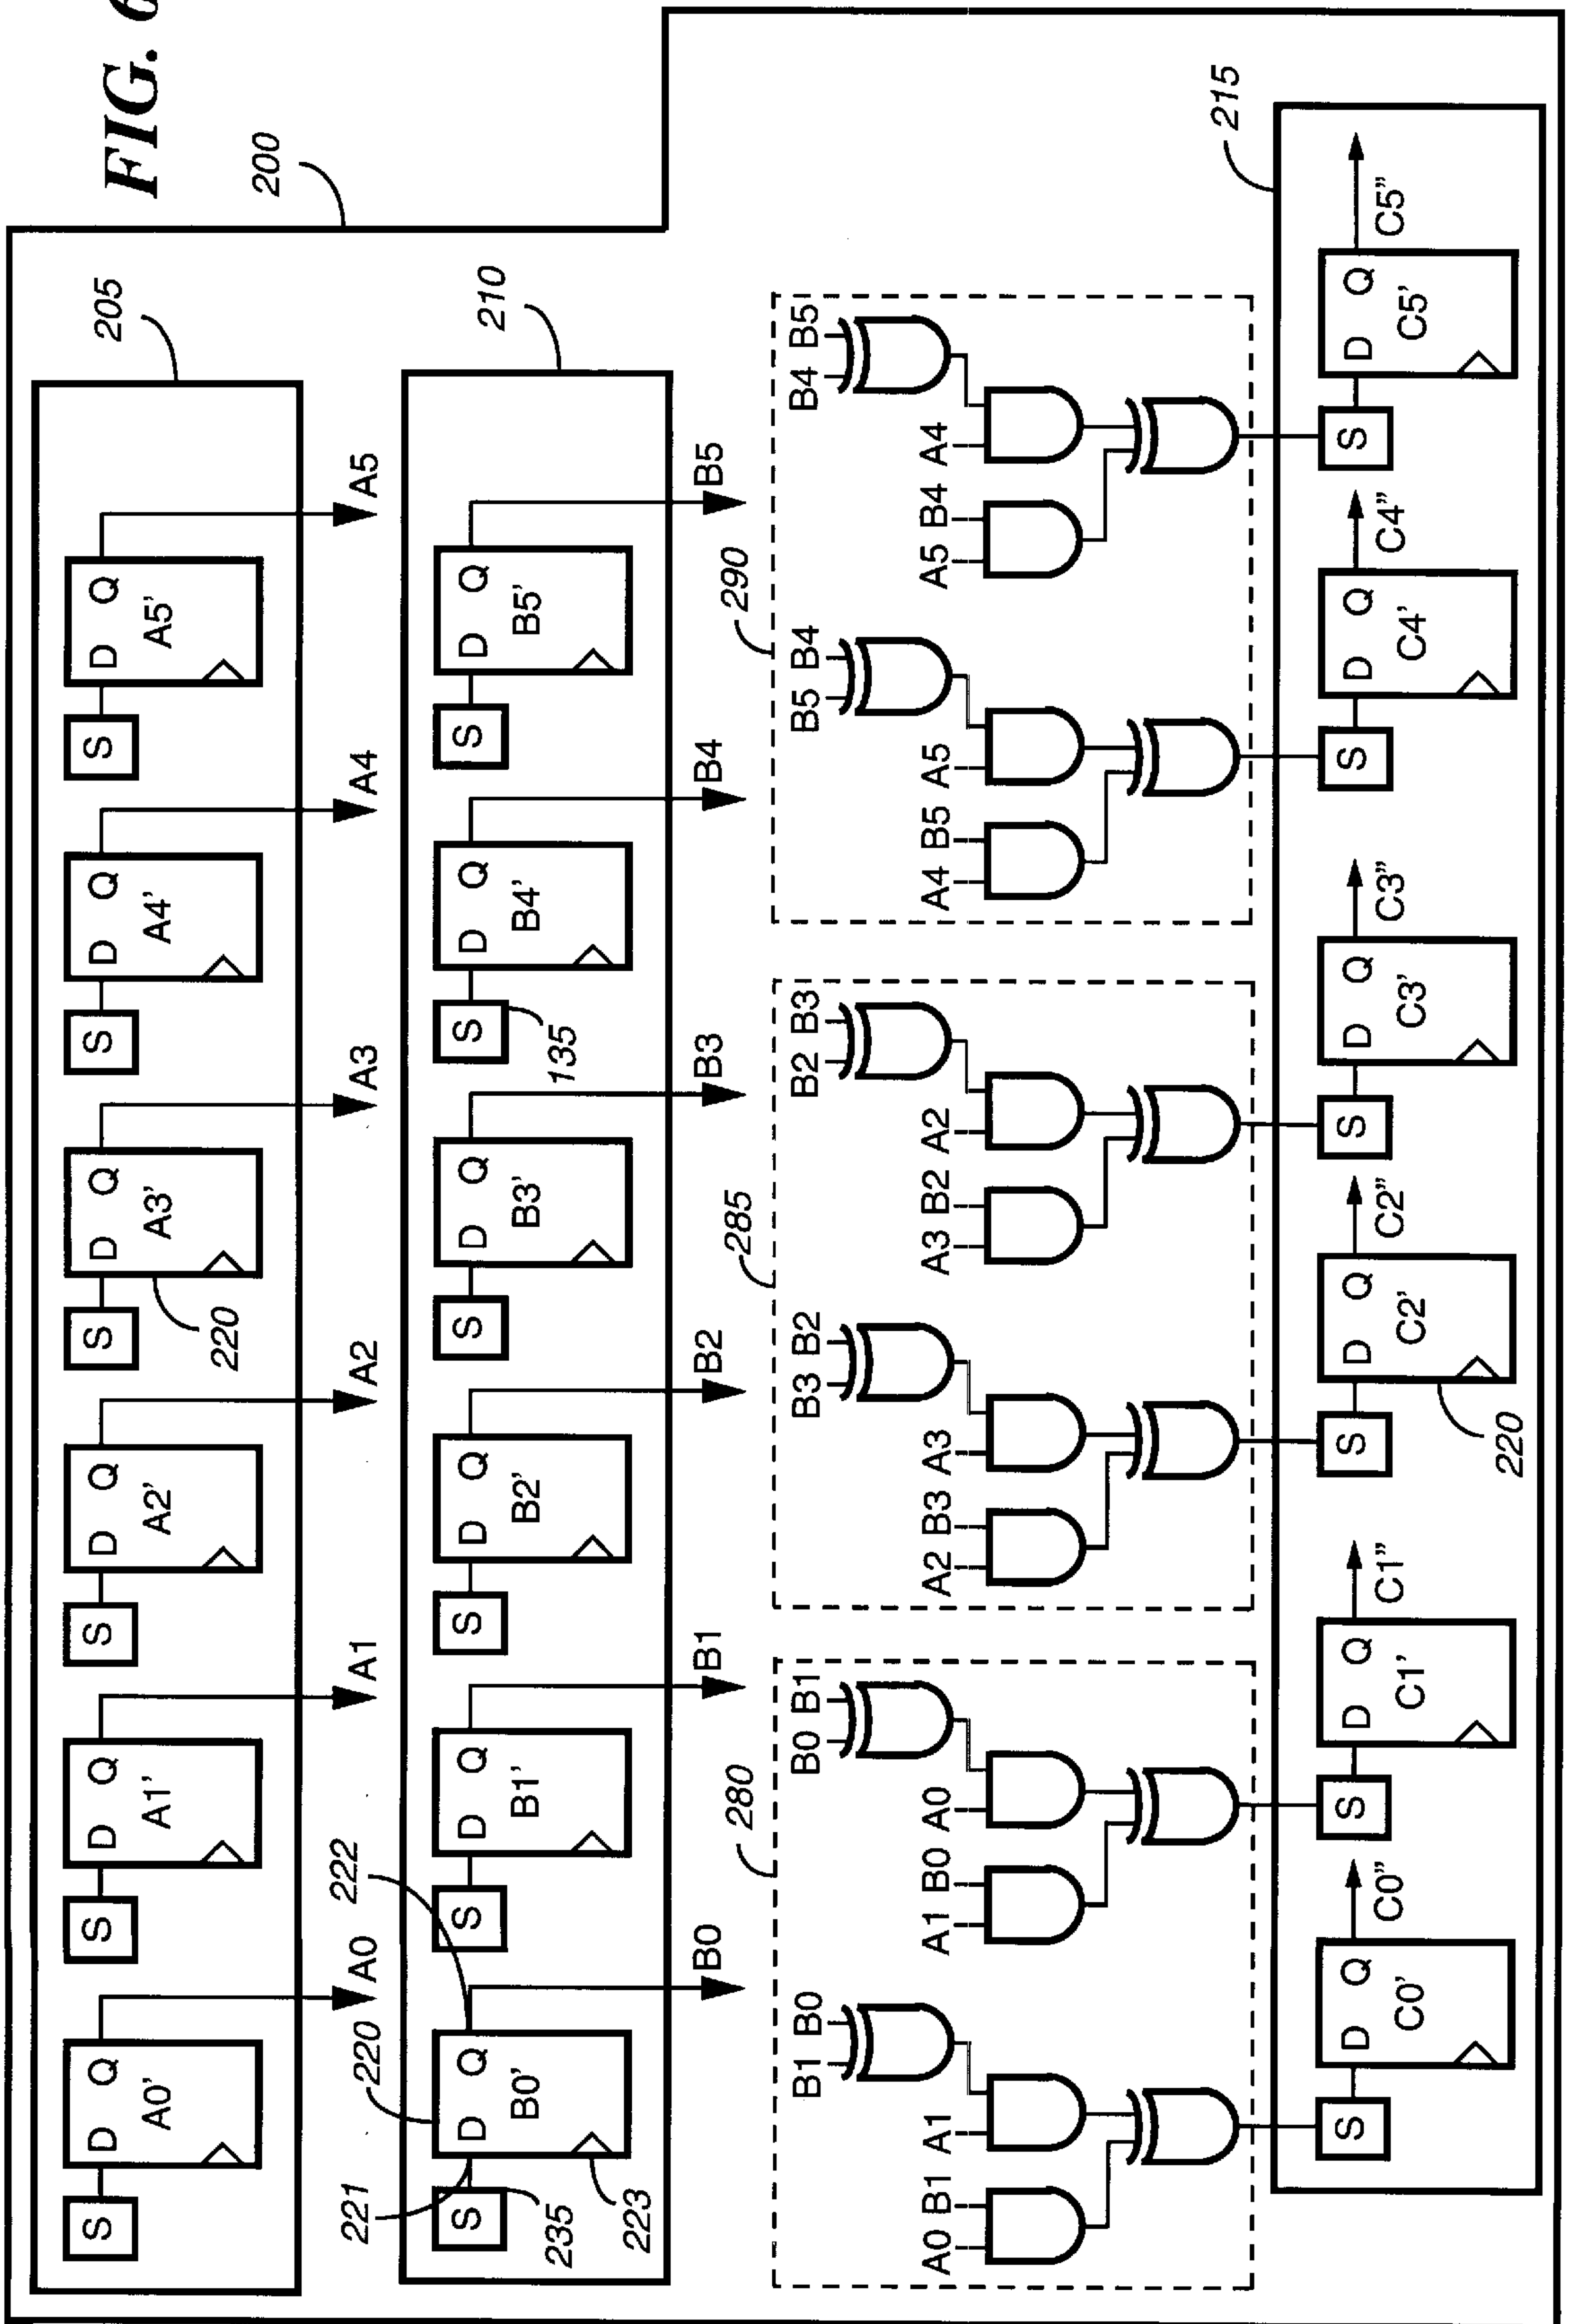 FIG. 6
200
205
S D Q A0' S D Q A1' S D Q A2' S D Q A3' S D Q A4' S D Q A5'
220
A0 A1 A2 A3 A4 A5
210
221 220 222
S D Q B0' S D Q B1' S D Q B2' S D Q B3' S D Q B4' S D Q B5'
235 223 135
B0 B1 B2 B3 B4 B5
280 285 290
B1 B0 B0 B1 B3 B2 B2 B3 B5 B4 B4 B5
A0 B1 A1 A1 B0 A0 A2 B3 A3 A3 B2 A2 A4 B5 A5 A5 B4 A4
215
S D Q C0' S D Q C1' S D Q C2' S D Q C3' S D Q C4' S D Q C5'
C0" C1" C2" C3" C4" C5"
220